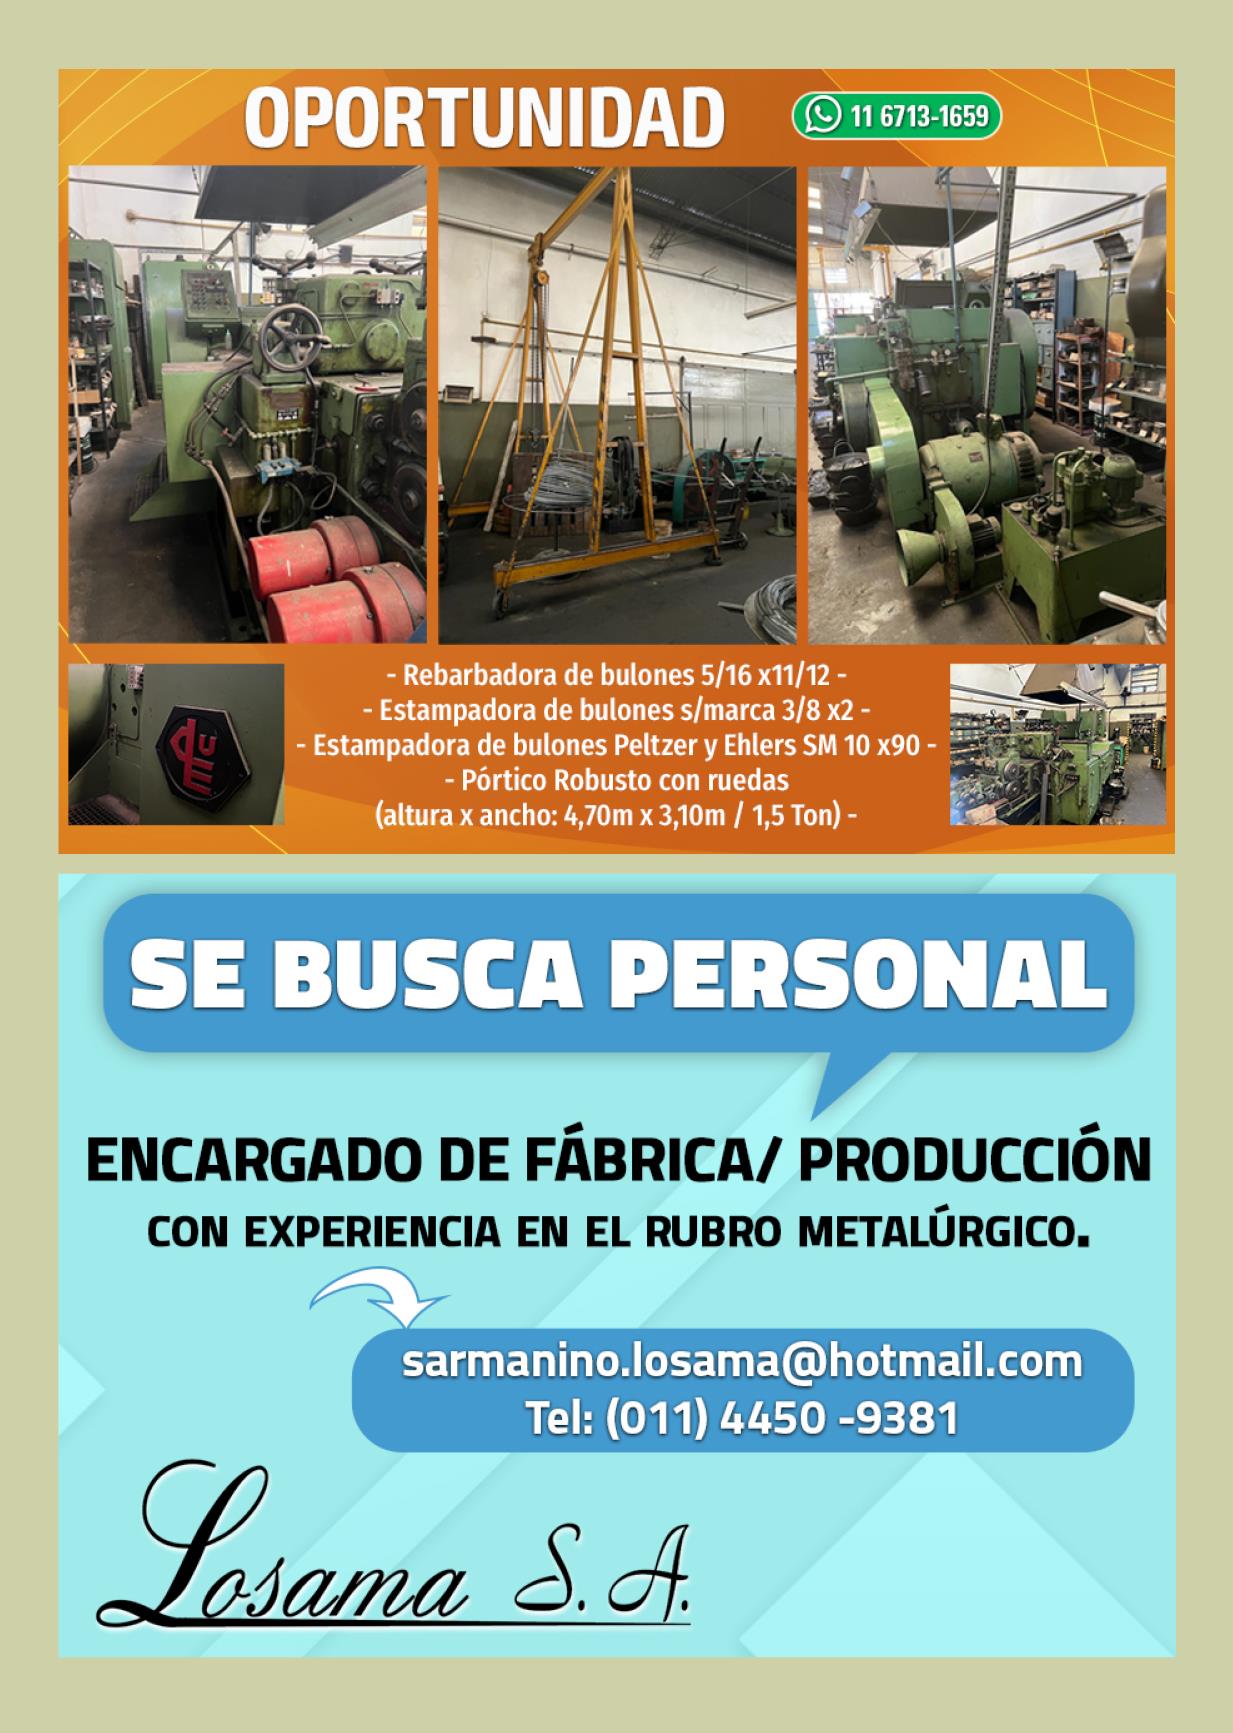 OPORTUNIDAD
11 6713-1659
- Rebarbadora de bulones 5/16 x11/12 -
- Estampadora de bulones s/marca 3/8 x2 -
- Estampadora de bulones Peltzer y Ehlers SM 10 x90 -
- Pórtico Robusto con ruedas
(altura x ancho: 4,70m x 3,10m / 1,5 Ton) -
SE BUSCA PERSONAL
ENCARGADO DE FÁBRICA/ PRODUCCIÓN
CON EXPERIENCIA EN EL RUBRO METALÚRGICO.
sarmanino.losama@hotmail.com
Tel: (011) 4450 -9381
Losama S. A.